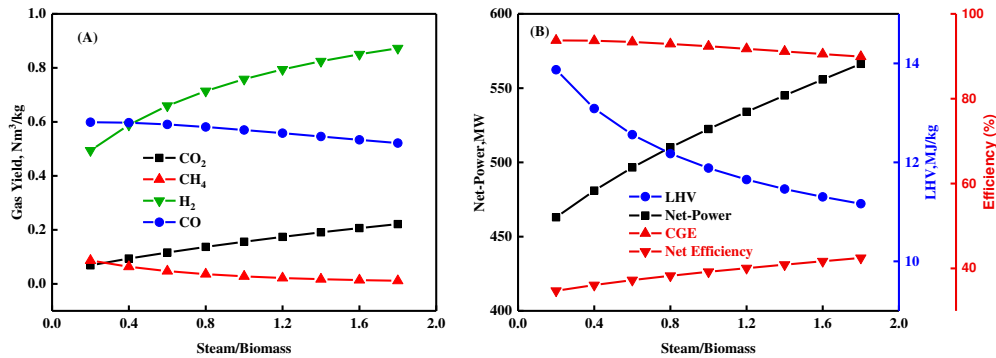 (A)
Gas Yield, Nm³/kg
1.0
0.8
0.6
0.4
0.2
0.0
CO₂
CH₄
H₂
CO
0.0 0.4 0.8 1.2 1.6 2.0
Steam/Biomass
(B)
Net-Power,MW
600
550
500
450
400
LHV
Net-Power
CGE
Net Efficiency
0.0 0.4 0.8 1.2 1.6 2.0
Steam/Biomass
14
12
10
LHV,MJ/kg
100
80
60
40
Efficiency (%)